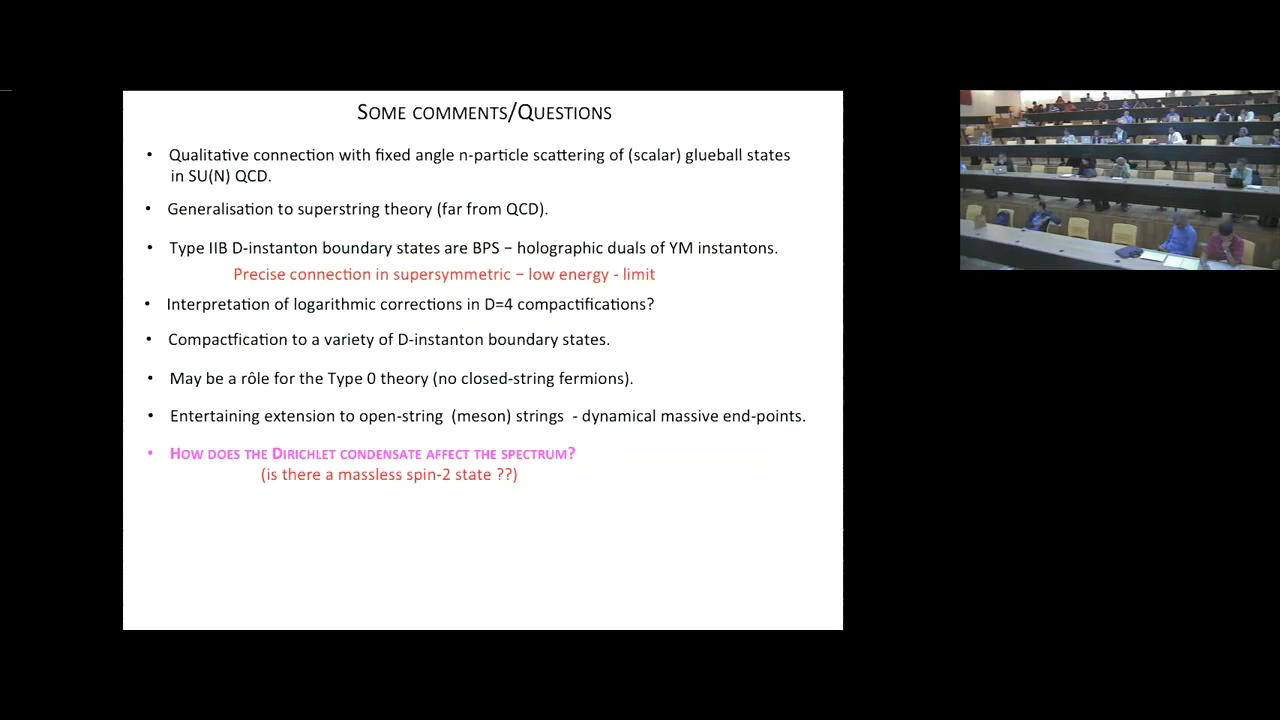 SOME COMMENTS/QUESTIONS
• Qualitative connection with fixed angle n-particle scattering of (scalar) glueball states
in SU(N) QCD.
• Generalisation to superstring theory (far from QCD).
• Type IIB D-instanton boundary states are BPS – holographic duals of YM instantons.
Precise connection in supersymmetric – low energy - limit
• Interpretation of logarithmic corrections in D=4 compactifications?
• Compactfication to a variety of D-instanton boundary states.
• May be a rôle for the Type 0 theory (no closed-string fermions).
• Entertaining extension to open-string (meson) strings - dynamical massive end-points.
• HOW DOES THE DIRICHLET CONDENSATE AFFECT THE SPECTRUM?
(is there a massless spin-2 state ??)